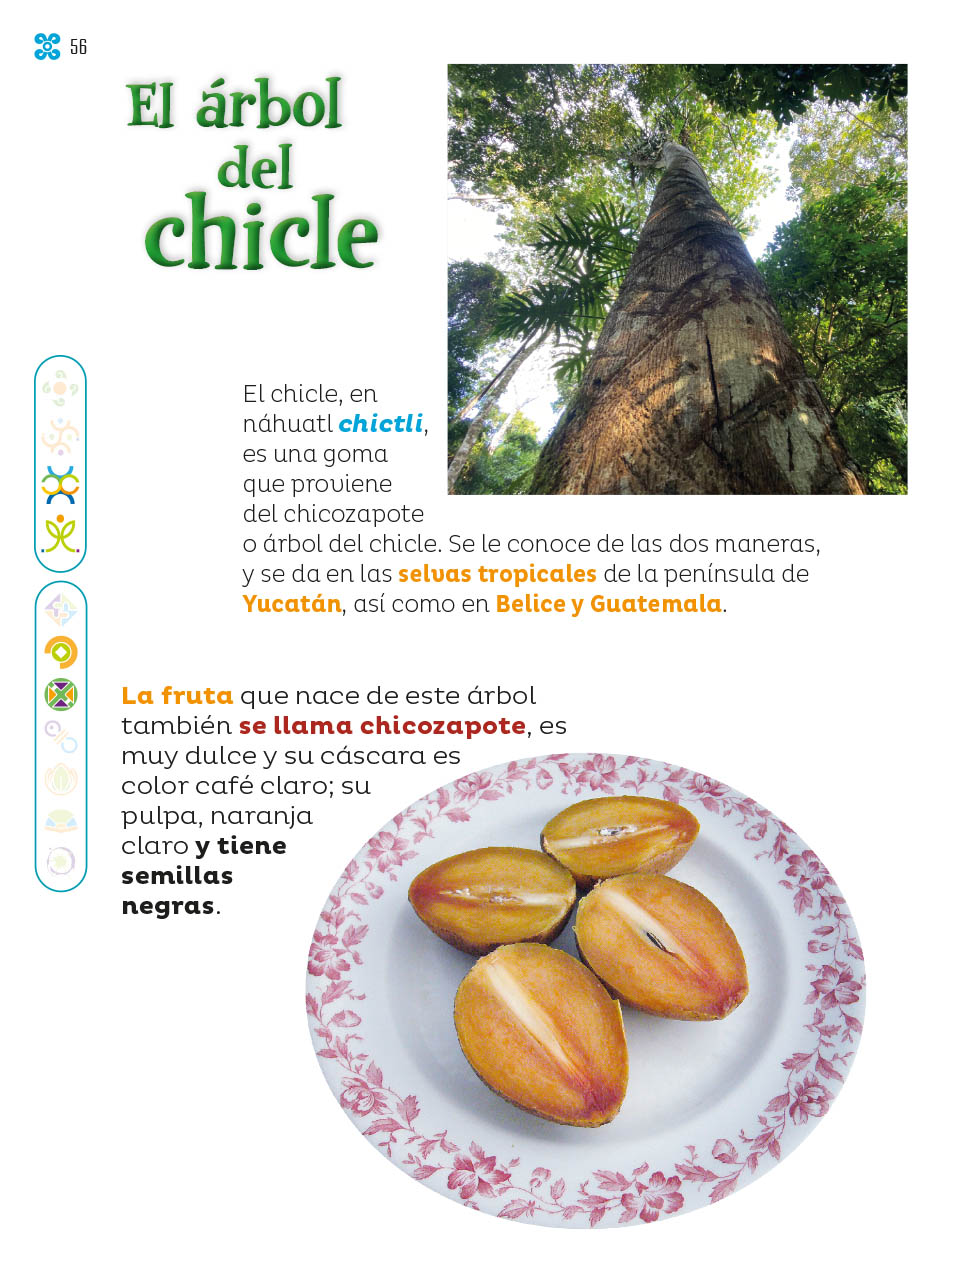 56
El árbol
del
chicle
El chicle, en
náhuatl chictli,
es una goma
que proviene
del chicozapote
o árbol del chicle. Se le conoce de las dos maneras,
y se da en las selvas tropicales de la península de
Yucatán, así como en Belice y Guatemala.
La fruta que nace de este árbol
también se llama chicozapote, es
muy dulce y su cáscara es
color café claro; su
pulpa, naranja
claro y tiene
semillas
negras.